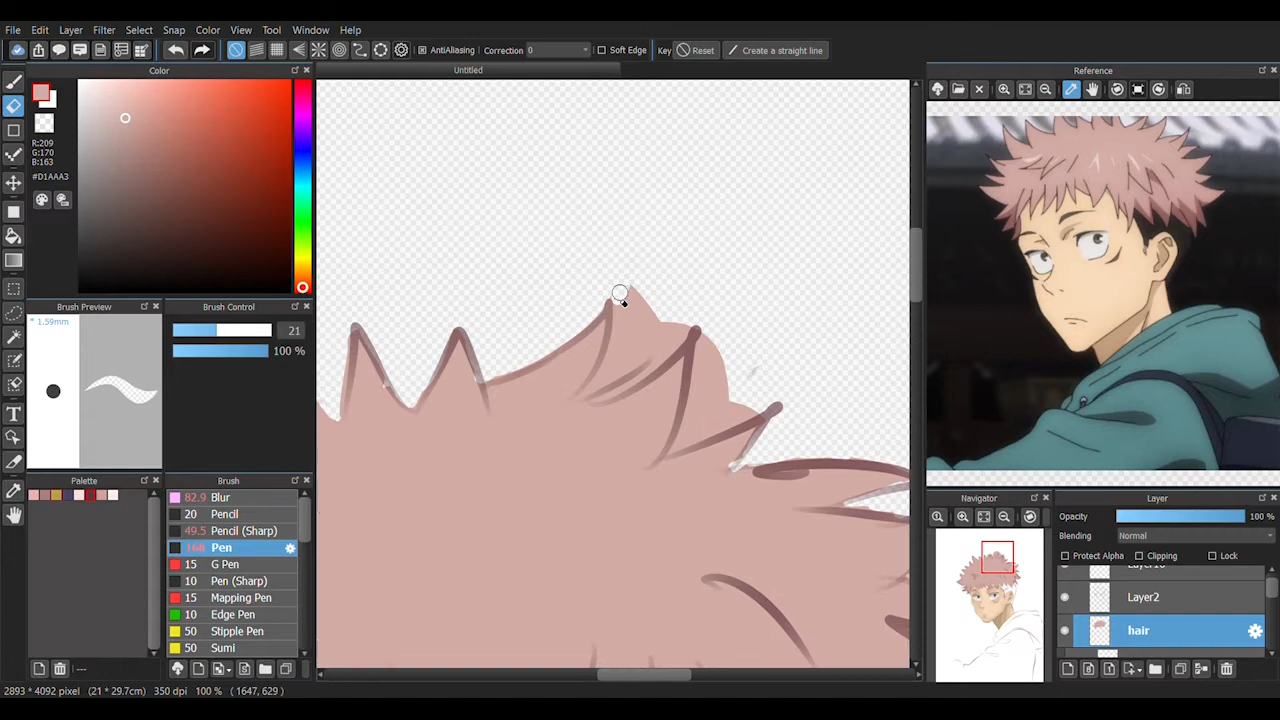 File Edit Layer Filter Select Snap Color View Tool Window Help
AntiAliasing Correction 0 Soft Edge Key Reset Create a straight line
Color
Untitled
Reference
R:209
G:170
B:163
#D1AAA3
Brush Preview
Brush Control
* 1.59mm
21
100 %
Palette
Brush
82.9 Blur
20 Pencil
49.5 Pencil (Sharp)
168 Pen
15 G Pen
10 Pen (Sharp)
15 Mapping Pen
10 Edge Pen
50 Stipple Pen
50 Sumi
---
Navigator
Layer
Opacity 100 %
Blending Normal
Protect Alpha Clipping Lock
Layer2
hair
2893 * 4092 pixel (21 * 29.7cm) 350 dpi 100 % ( 1647, 629 )